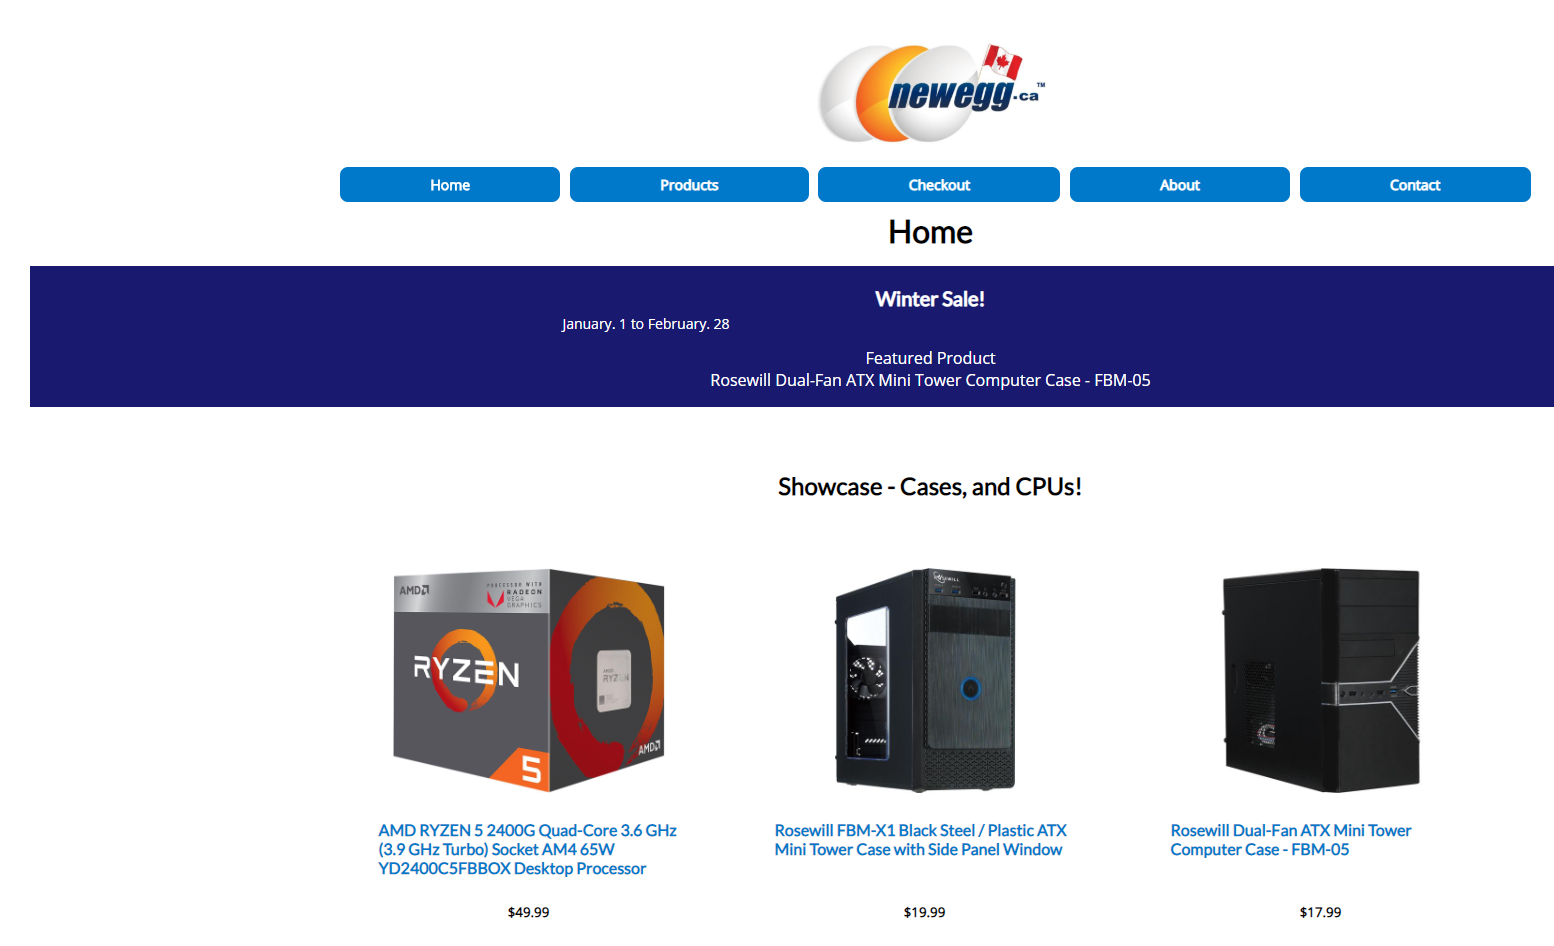 newegg.ca™
Home
Products
Checkout
About
Contact
Home
Winter Sale!
January. 1 to February. 28
Featured Product
Rosewill Dual-Fan ATX Mini Tower Computer Case - FBM-05
Showcase - Cases, and CPUs!
AMD
PROCESSOR WITH
RADEON
VEGA
GRAPHICS
RYZEN
AMD
RYZEN
5
AMD
AMD RYZEN 5 2400G Quad-Core 3.6 GHz
(3.9 GHz Turbo) Socket AM4 65W
YD2400C5FBBOX Desktop Processor
$49.99
Rosewill FBM-X1 Black Steel / Plastic ATX
Mini Tower Case with Side Panel Window
$19.99
Rosewill Dual-Fan ATX Mini Tower
Computer Case - FBM-05
$17.99